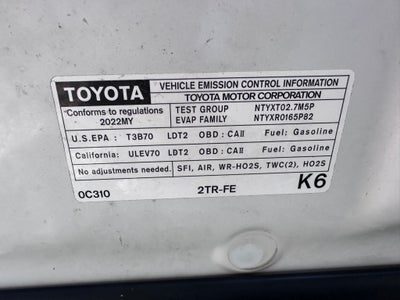 TOYOTA
VEHICLE EMISSION CONTROL INFORMATION
TOYOTA MOTOR CORPORATION
Conforms to regulations
2022MY
TEST GROUP NTYXT02.7M5P
EVAP FAMILY NTYXR0165P82
U.S.EPA : T3B70 LDT2 OBD : CAII Fuel: Gasoline
California: ULEV70 LDT2 OBD : CAII Fuel: Gasoline
No adjustments needed. SFI, AIR, WR-HO2S, TWC(2), HO2S
0C310 2TR-FE K6